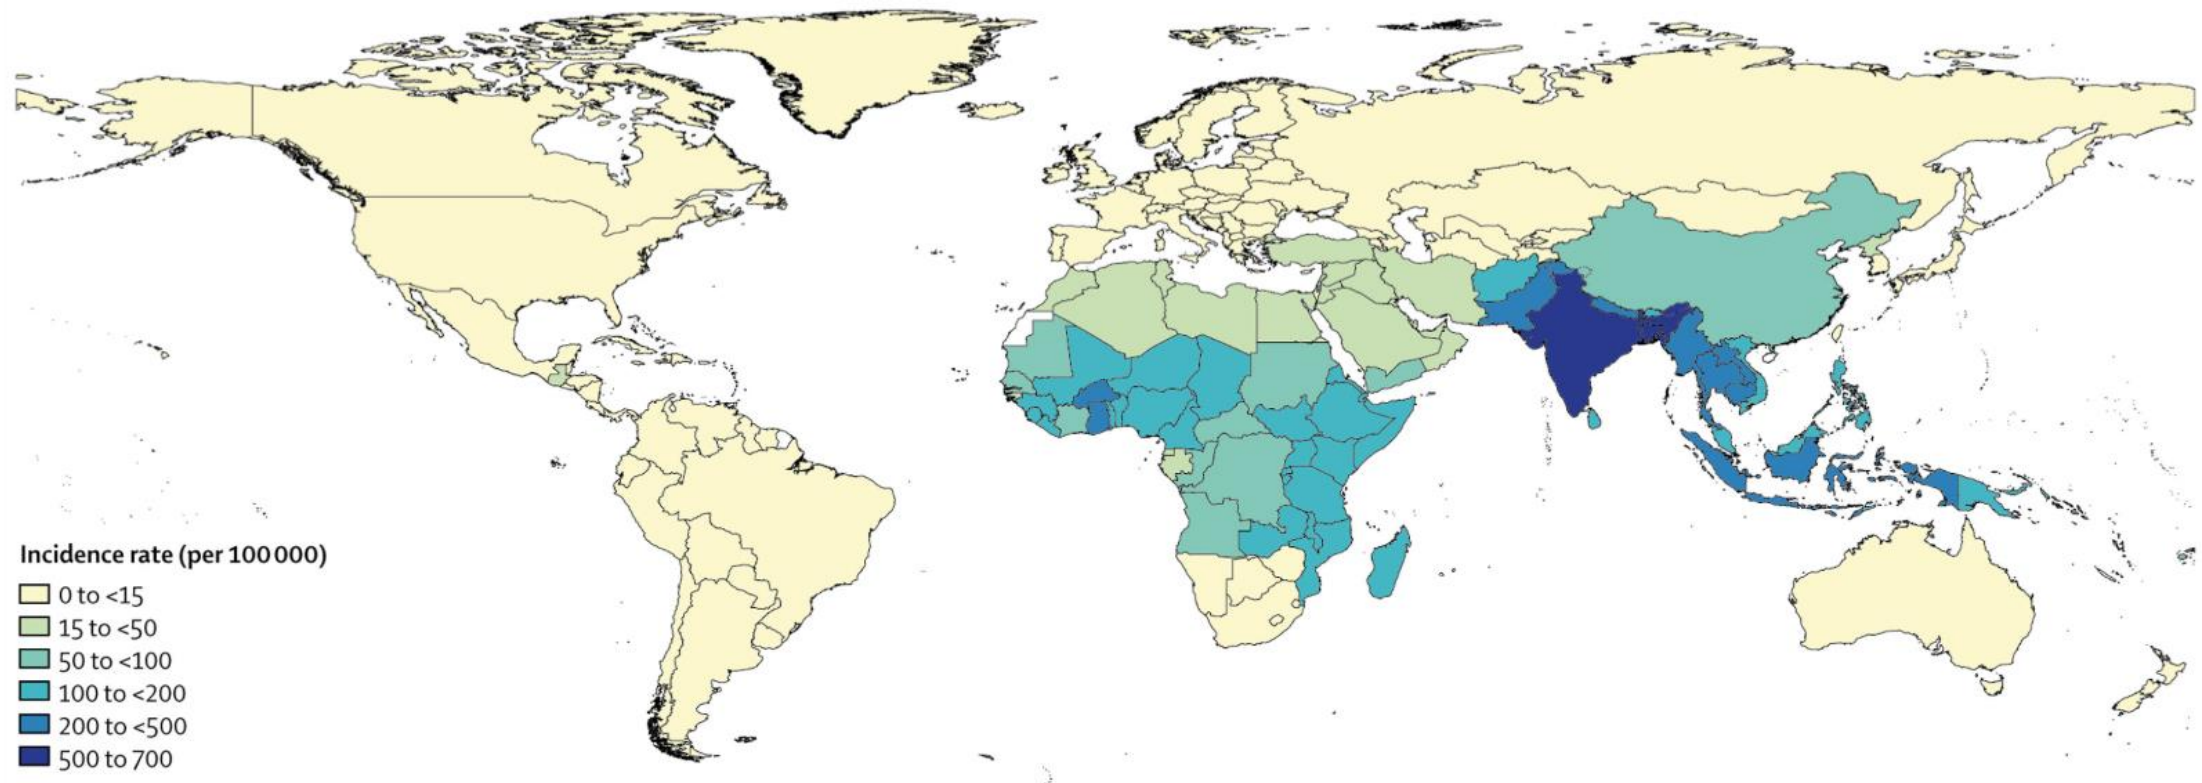 Incidence rate (per 100 000)
0 to <15
15 to <50
50 to <100
100 to <200
200 to <500
500 to 700